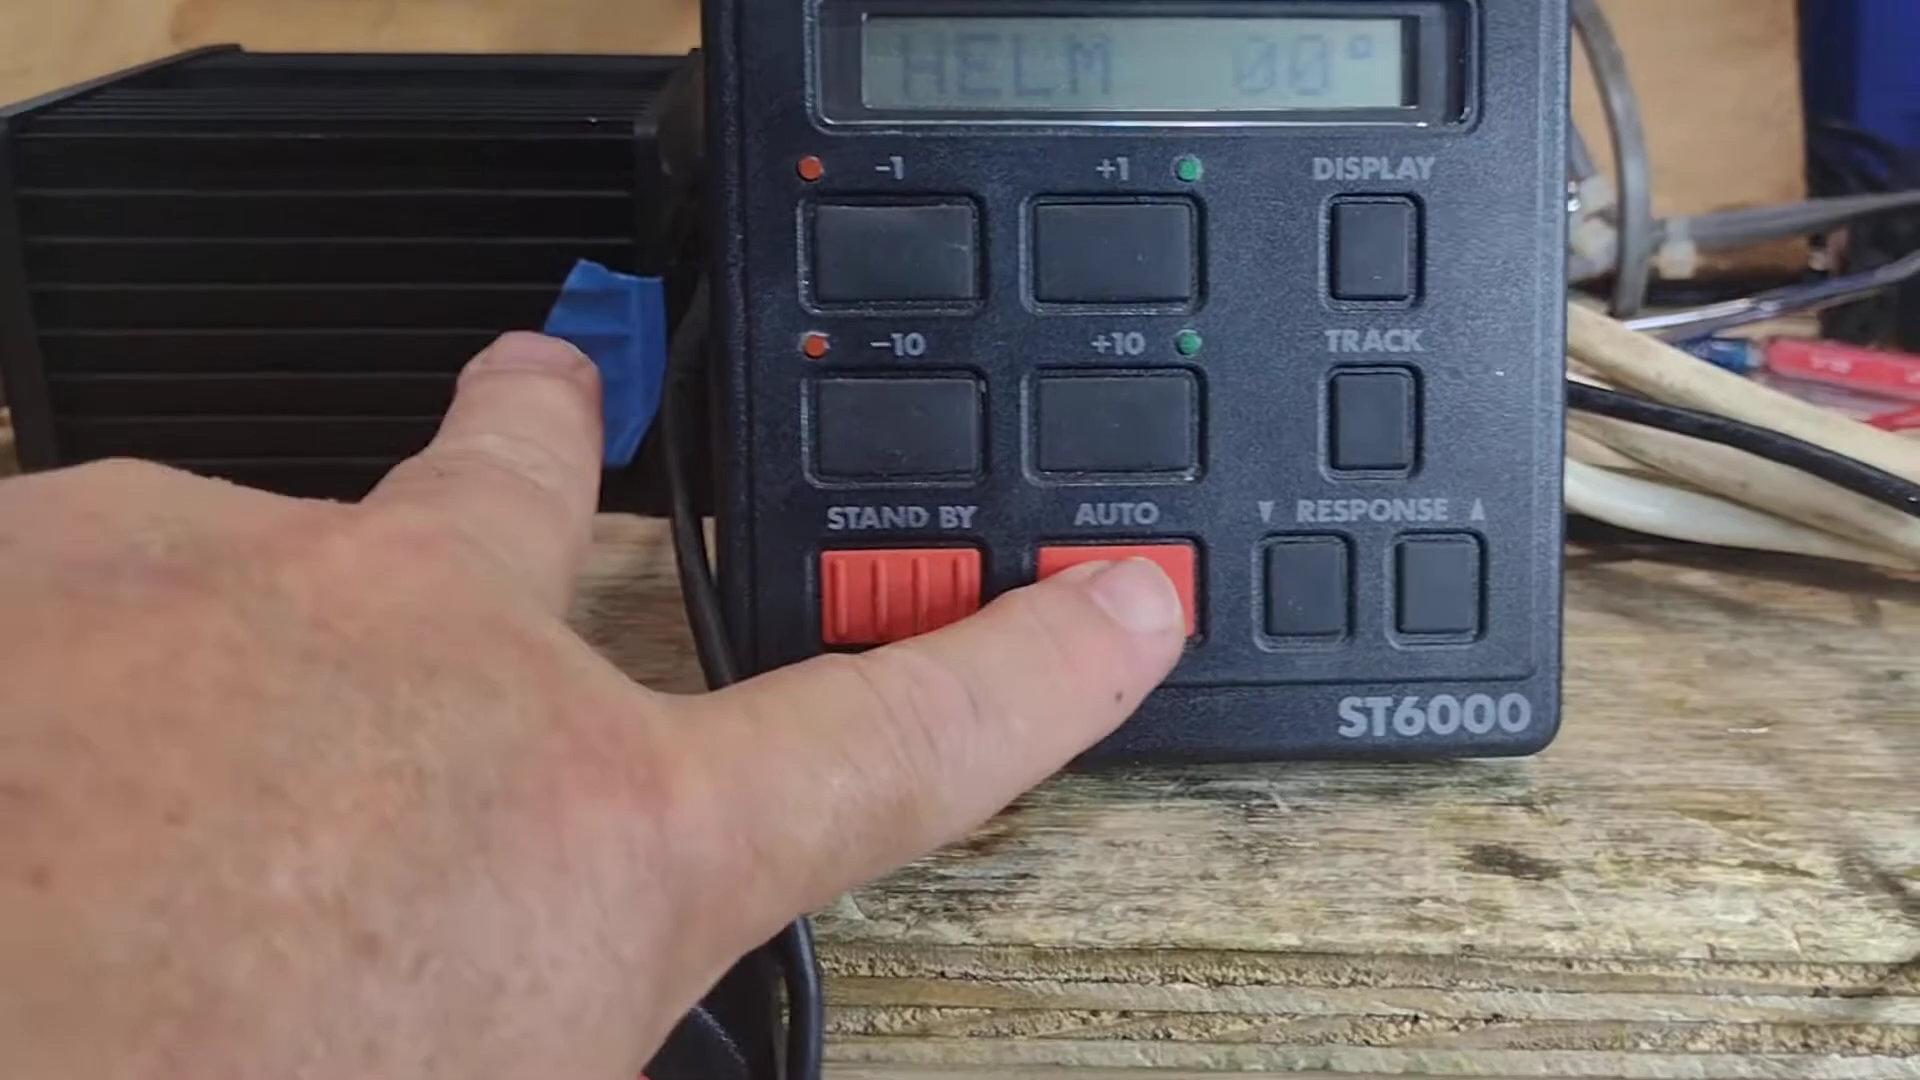 HELM 00°
-1 +1 DISPLAY
-10 +10 TRACK
STAND BY AUTO ▼ RESPONSE ▲
ST6000